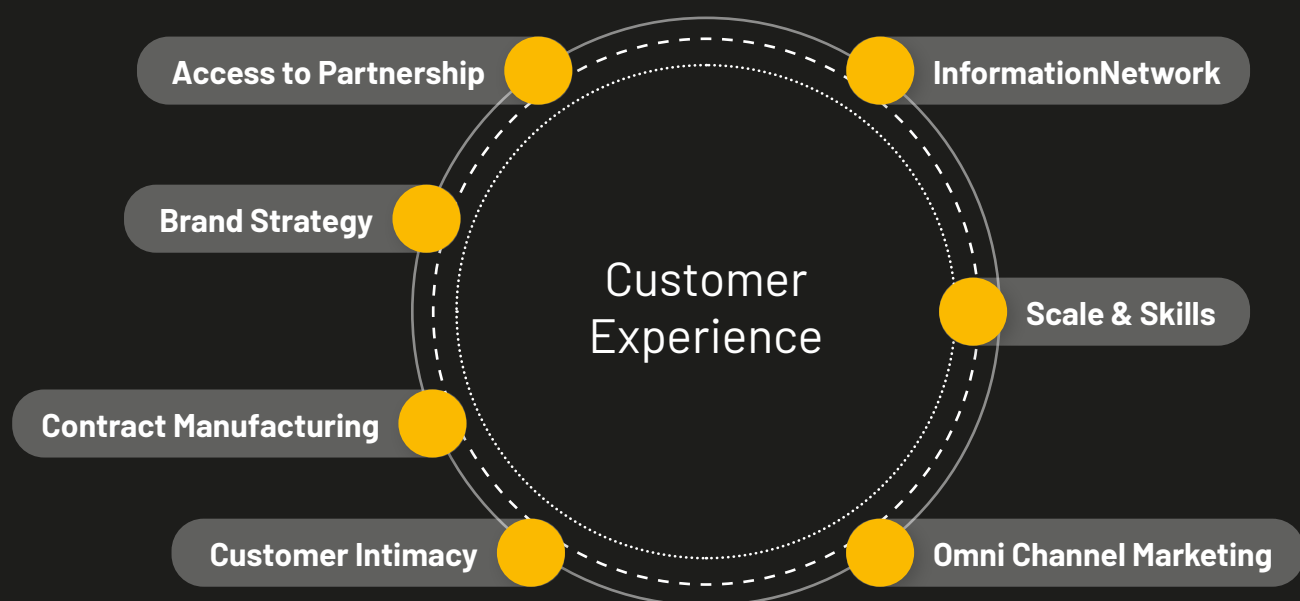 Access to Partnership
InformationNetwork
Brand Strategy
Customer
Experience
Scale & Skills
Contract Manufacturing
Customer Intimacy
Omni Channel Marketing